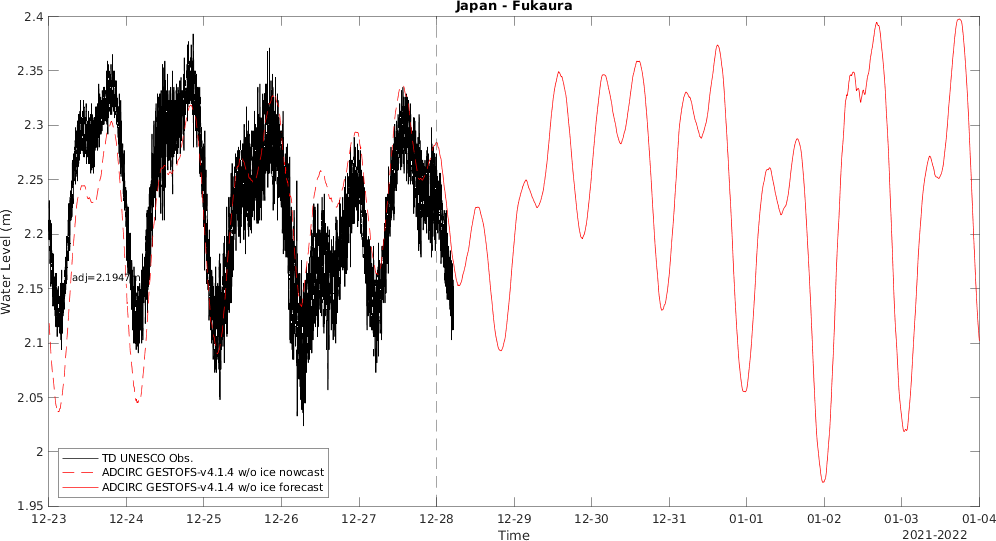 Japan - Fukaura
2.4
2.35
2.3
2.25
2.2
2.15
2.1
2.05
2
1.95
Water Level (m)
adj=2.1947m
TD UNESCO Obs.
ADCIRC GESTOFS-v4.1.4 w/o ice nowcast
ADCIRC GESTOFS-v4.1.4 w/o ice forecast
12-23 12-24 12-25 12-26 12-27 12-28 12-29 12-30 12-31 01-01 01-02 01-03 01-04
Time
2021-2022